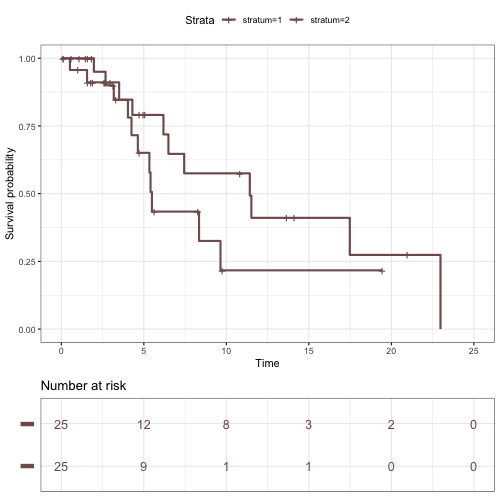 Strata stratum=1 stratum=2
1.00
0.75
0.50
0.25
0.00
Survival probability
0 5 10 15 20 25
Time
Number at risk
25 12 8 3 2 0
25 9 1 1 0 0